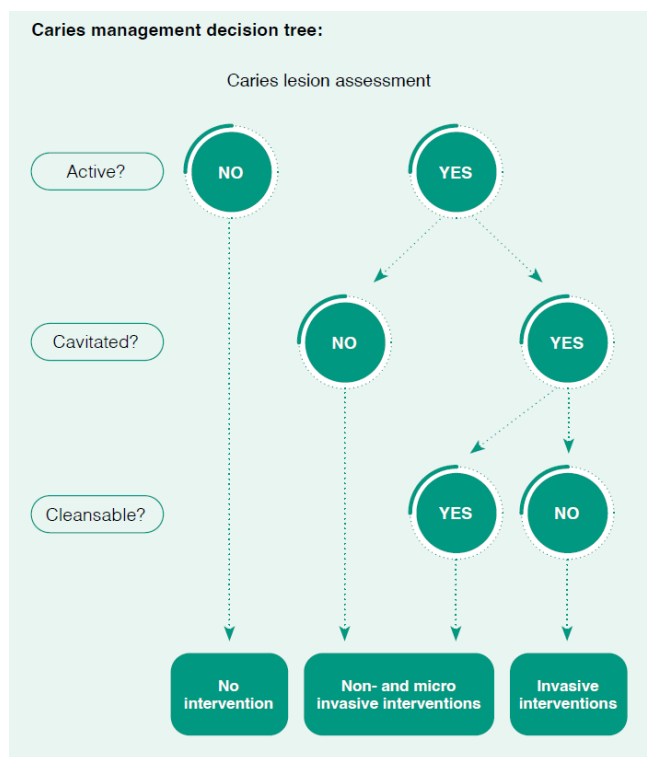 Caries management decision tree:
Caries lesion assessment
Active?
NO
YES
Cavitated?
NO
YES
Cleansable?
YES
NO
No
intervention
Non- and micro
invasive interventions
Invasive
interventions